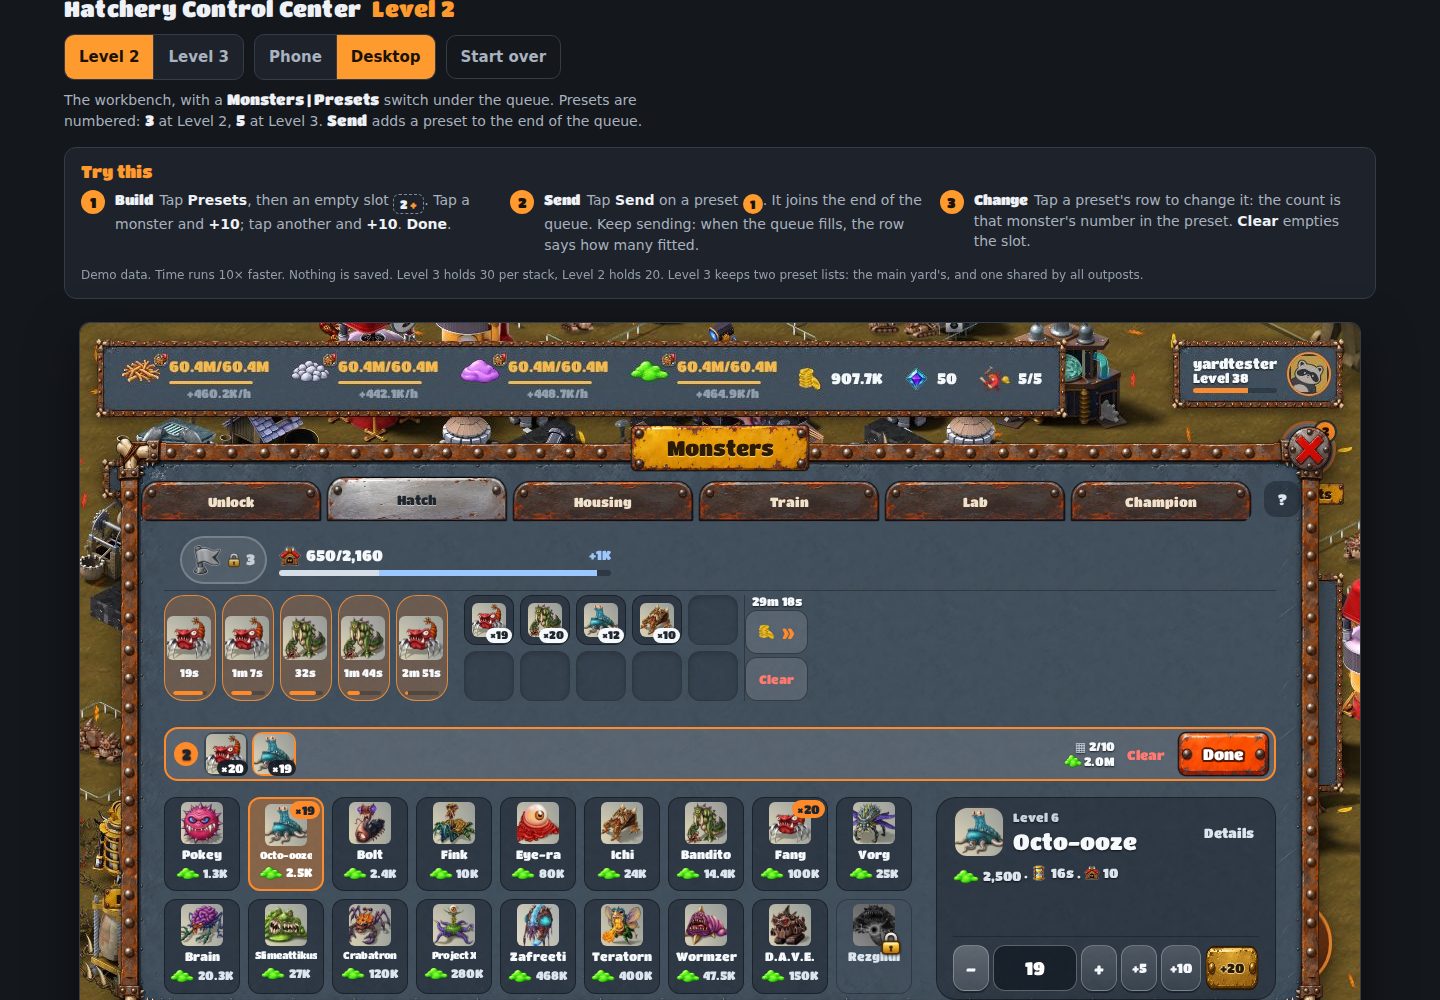 Hatchery Control Center Level 2
Level 2 Level 3 Phone Desktop Start over
The workbench, with a Monsters|Presets switch under the queue. Presets are
numbered: 3 at Level 2, 5 at Level 3. Send adds a preset to the end of the queue.
Try this
1 Build Tap Presets, then an empty slot 2+. Tap a
monster and +10; tap another and +10. Done.
2 Send Tap Send on a preset 1. It joins the end of the
queue. Keep sending: when the queue fills, the row
says how many fitted.
3 Change Tap a preset's row to change it: the count is
that monster's number in the preset. Clear empties
the slot.
Demo data. Time runs 10× faster. Nothing is saved. Level 3 holds 30 per stack, Level 2 holds 20. Level 3 keeps two preset lists: the main yard's, and one shared by all outposts.
60.4M/60.4M 60.4M/60.4M 60.4M/60.4M 60.4M/60.4M 907.7K 50 5/5
+460.2K/h +442.1K/h +448.7K/h +464.9K/h
yardtester
Level 38
Monsters
Unlock Hatch Housing Train Lab Champion ?
3 650/2,160 +1K
29m 18s
×19 ×20 ×12 ×10
19s 1m 7s 32s 1m 44s 2m 51s
Clear
2 ×20 ×19 2/10 2.0M Clear Done
×19 ×20
Pokey Octo-ooze Bolt Fink Eye-ra Ichi Bandito Fang Vorg
1.3K 2.5K 2.4K 10K 80K 24K 14.4K 100K 25K
Level 6
Octo-ooze Details
2,500 · 16s · 10
Brain Slimeattikus Crabatron Project X Zafreeti Teratorn Wormzer D.A.V.E.
20.3K 27K 120K 280K 468K 400K 47.5K 150K
- 19 + +5 +10 +20